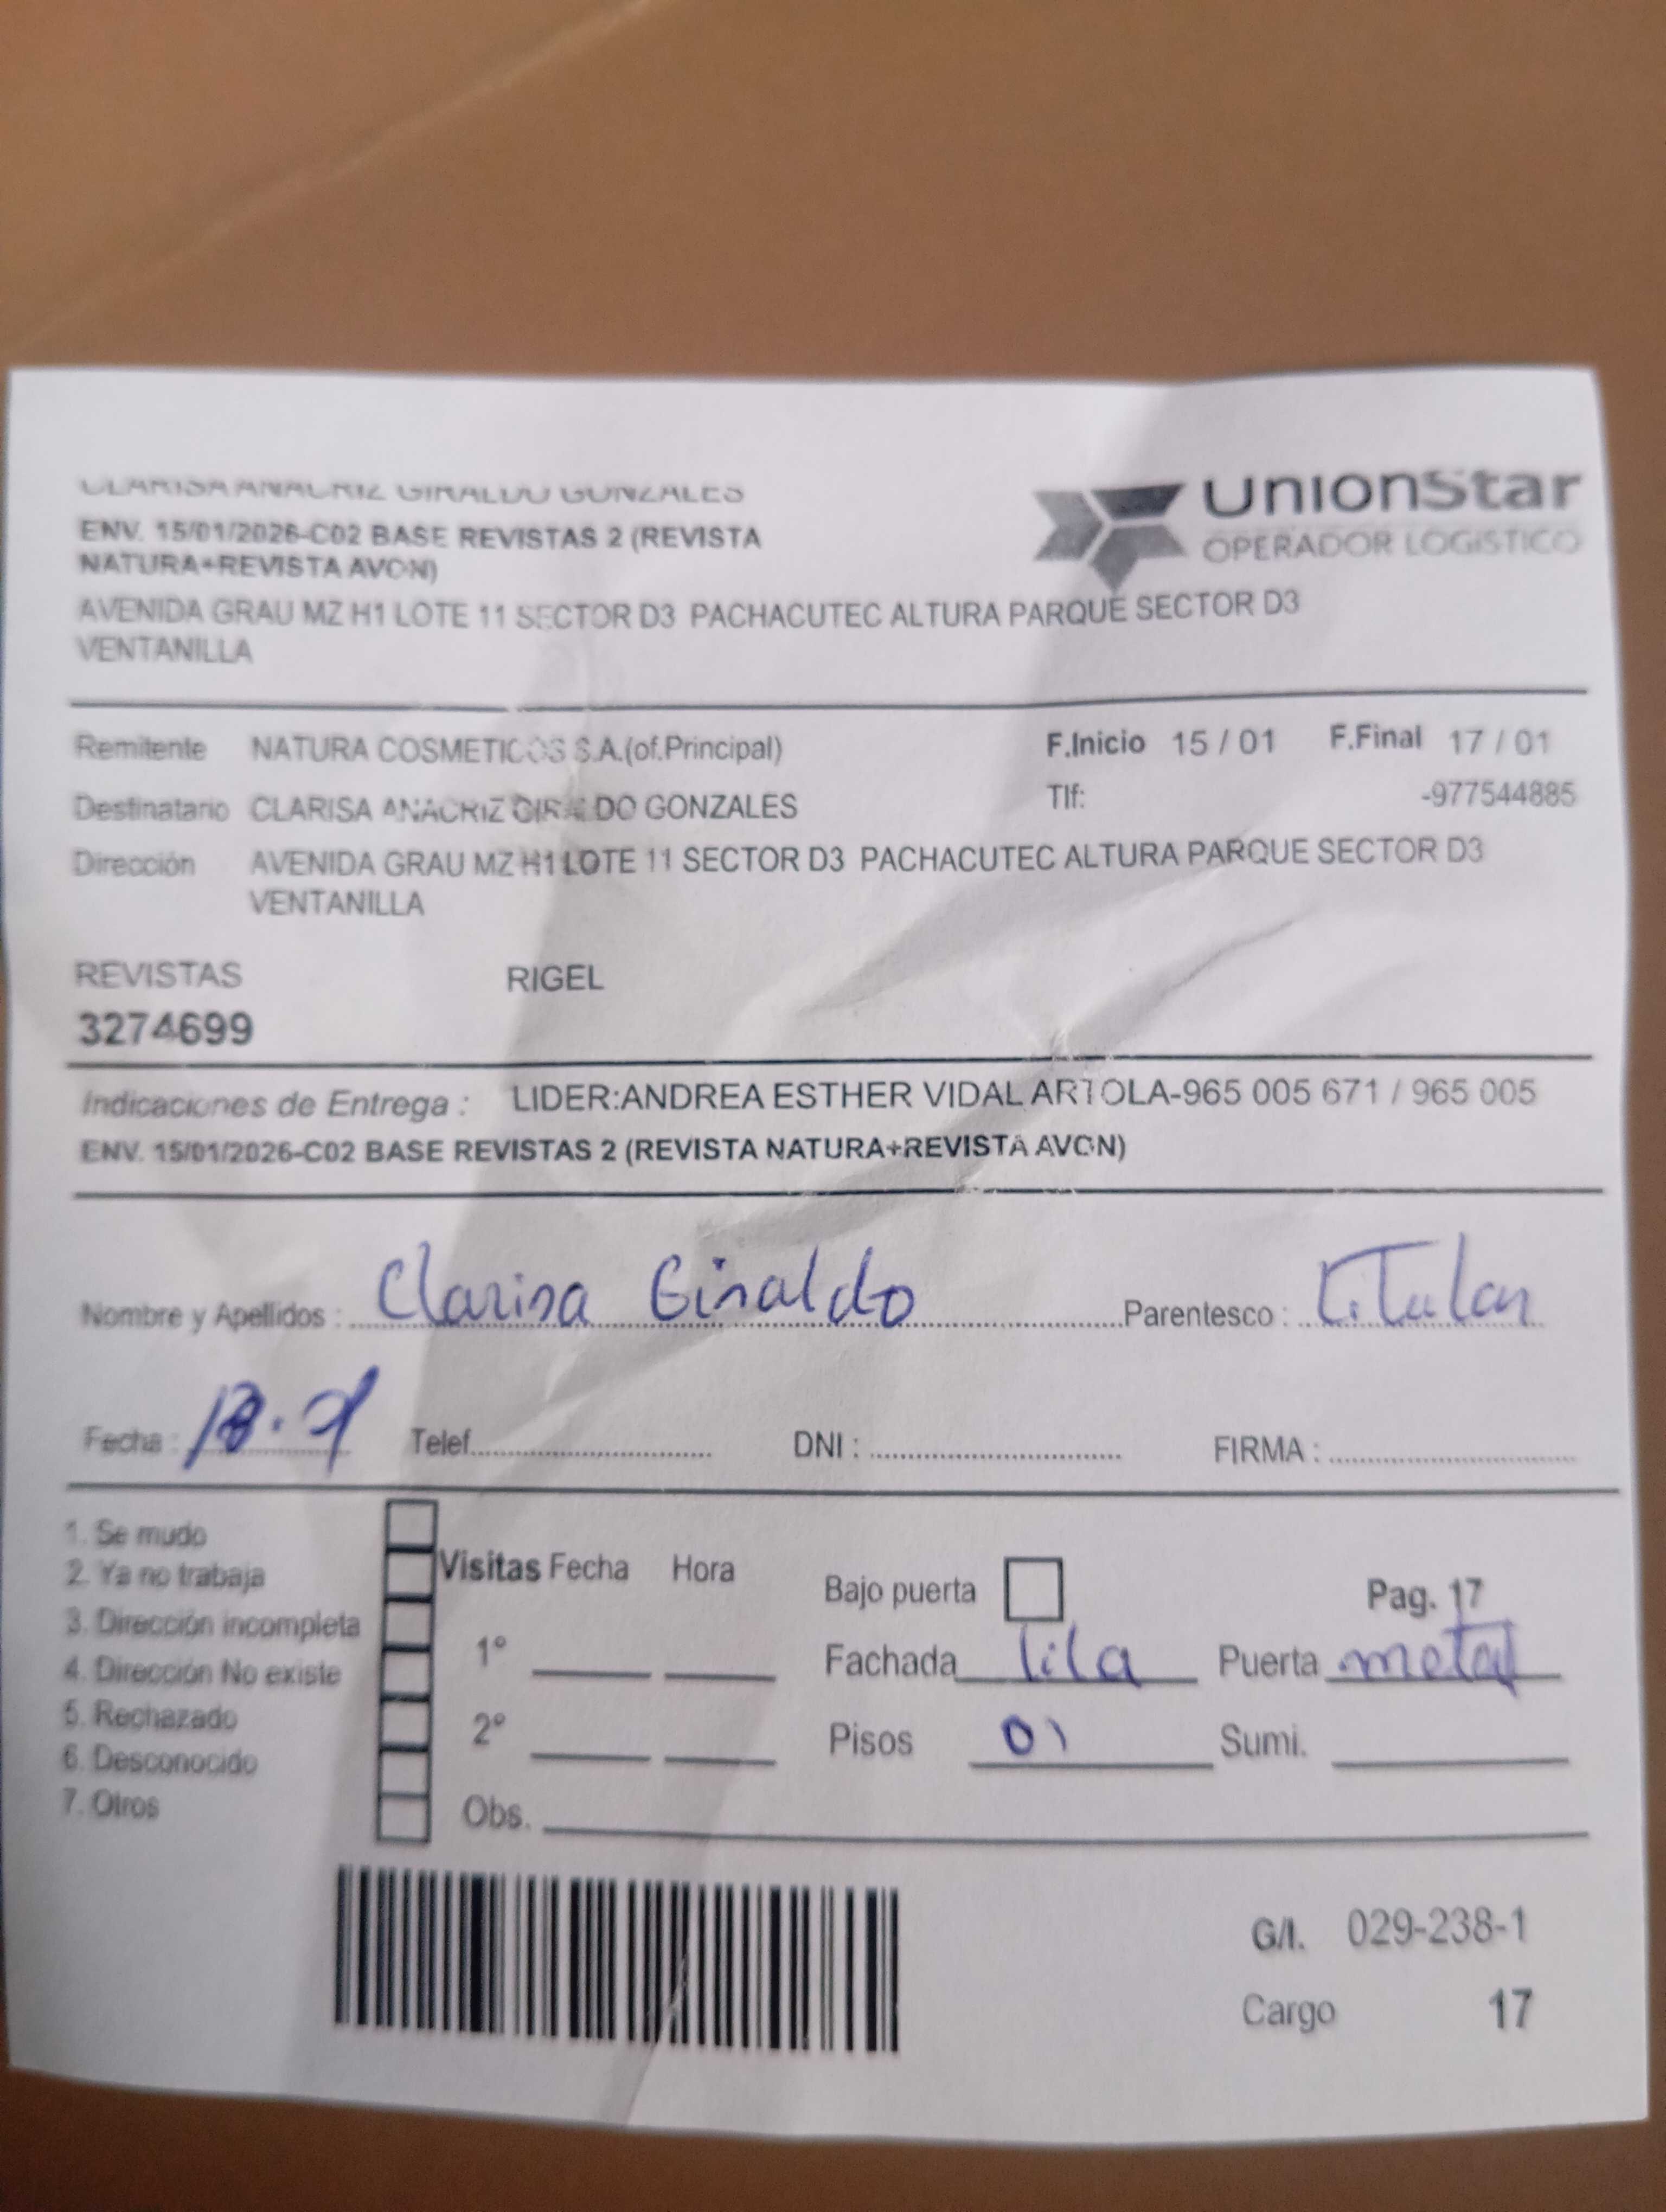 CLARISA ANACRIZ GIRALDO GONZALES
UnionStar
OPERADOR LOGISTICO
ENV. 15/01/2026-C02 BASE REVISTAS 2 (REVISTA
NATURA+REVISTA AVON)
AVENIDA GRAU MZ H1 LOTE 11 SECTOR D3 PACHACUTEC ALTURA PARQUE SECTOR D3
VENTANILLA
Remitente NATURA COSMETICOS S.A.(of.Principal) F.Inicio 15 / 01 F.Final 17 / 01
Destinatario CLARISA ANACRIZ GIRALDO GONZALES Tlf: -977544885
Dirección AVENIDA GRAU MZ H1 LOTE 11 SECTOR D3 PACHACUTEC ALTURA PARQUE SECTOR D3
VENTANILLA
REVISTAS RIGEL
3274699
Indicaciones de Entrega : LIDER:ANDREA ESTHER VIDAL ARTOLA-965 005 671 / 965 005
ENV. 15/01/2026-C02 BASE REVISTAS 2 (REVISTA NATURA+REVISTA AVON)
Nombre y Apellidos : Clarisa Giraldo Parentesco : Titular
Fecha : Telef. DNI : FIRMA :
1. Se mudo
2. Ya no trabaja
3. Dirección incompleta
4. Dirección No existe
5. Rechazado
6. Desconocido
7. Otros
Visitas Fecha Hora
1°
2°
Obs.
Bajo puerta Pag. 17
Fachada lila Puerta metal
Pisos 01 Sumi.
G/I. 029-238-1
Cargo 17